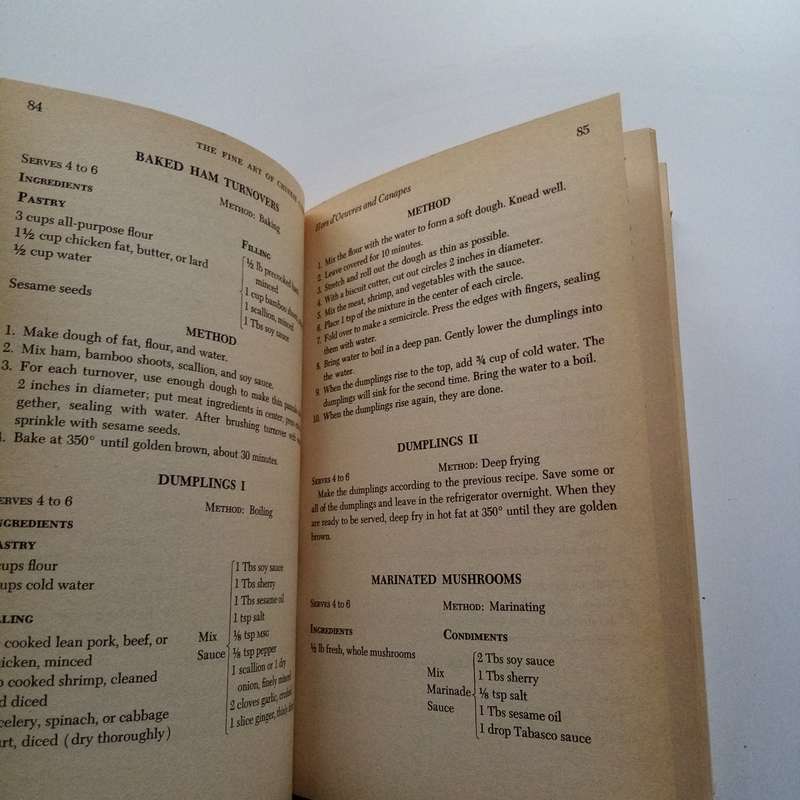 84
THE FINE ART OF CHINESE
BAKED HAM TURNOVERS
SERVES 4 to 6
METHOD: Baking
INGREDIENTS
PASTRY
3 cups all-purpose flour
1½ cup chicken fat, butter, or lard
½ cup water
Sesame seeds
FILLING
½ lb precooked ham,
minced
1 cup bamboo shoots,
1 scallion, minced
1 Tbs soy sauce
METHOD
1. Make dough of fat, flour, and water.
2. Mix ham, bamboo shoots, scallion, and soy sauce.
3. For each turnover, use enough dough to make thin
2 inches in diameter; put meat ingredients in center,
gether, sealing with water. After brushing turnover with
sprinkle with sesame seeds.
. Bake at 350° until golden brown, about 30 minutes.
DUMPLINGS I
SERVES 4 to 6
METHOD: Boiling
NGREDIENTS
ASTRY
cups flour
ups cold water
LLING
cooked lean pork, beef, or
icken, minced
cooked shrimp, cleaned
d diced
celery, spinach, or cabbage
rt, diced (dry thoroughly)
Mix
Sauce
1 Tbs soy sauce
1 Tbs sherry
1 Tbs sesame oil
1 tsp salt
⅛ tsp MSG
⅛ tsp pepper
1 scallion or 1 dry
onion, finely minced
2 cloves garlic,
1 slice ginger,
85
Hors d'Oeuvres and Canapes
METHOD
1. Mix the flour with the water to form a soft dough. Knead well.
2. Leave covered for 10 minutes.
3. Stretch and roll out the dough as thin as possible.
4. With a biscuit cutter, cut out circles 2 inches in diameter.
5. Mix the meat, shrimp, and vegetables with the sauce.
6. Place 1 tsp of the mixture in the center of each circle.
7. Fold over to make a semicircle. Press the edges with fingers, sealing
them with water.
8. Bring water to boil in a deep pan. Gently lower the dumplings into
the water.
9. When the dumplings rise to the top, add ¾ cup of cold water. The
dumplings will sink for the second time. Bring the water to a boil.
10. When the dumplings rise again, they are done.
DUMPLINGS II
SERVES 4 to 6
METHOD: Deep frying
Make the dumplings according to the previous recipe. Save some or
all of the dumplings and leave in the refrigerator overnight. When they
are ready to be served, deep fry in hot fat at 350° until they are golden
brown.
MARINATED MUSHROOMS
SERVES 4 to 6
METHOD: Marinating
INGREDIENTS
½ lb fresh, whole mushrooms
CONDIMENTS
Mix
Marinade
Sauce
2 Tbs soy sauce
1 Tbs sherry
⅛ tsp salt
1 Tbs sesame oil
1 drop Tabasco sauce